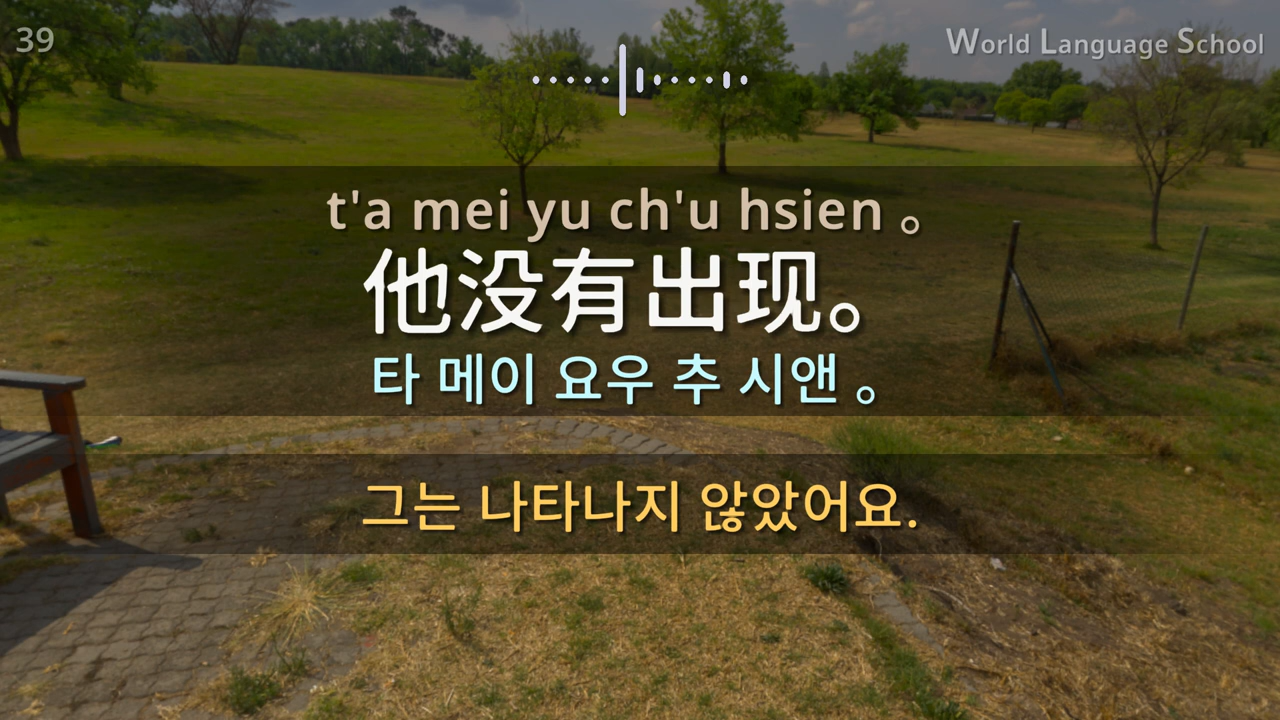 39
World Language School
t'a mei yu ch'u hsien 。
他没有出现。
타 메이 요우 추 시앤 。
그는 나타나지 않았어요.